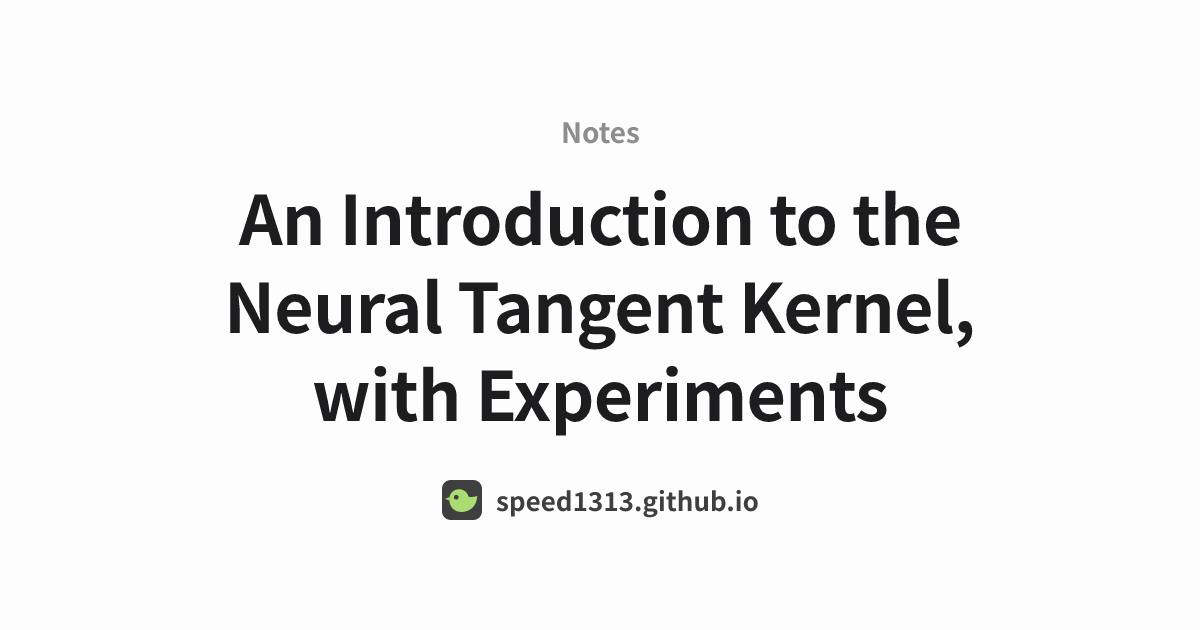 Notes
An Introduction to the
Neural Tangent Kernel,
with Experiments
speed1313.github.io